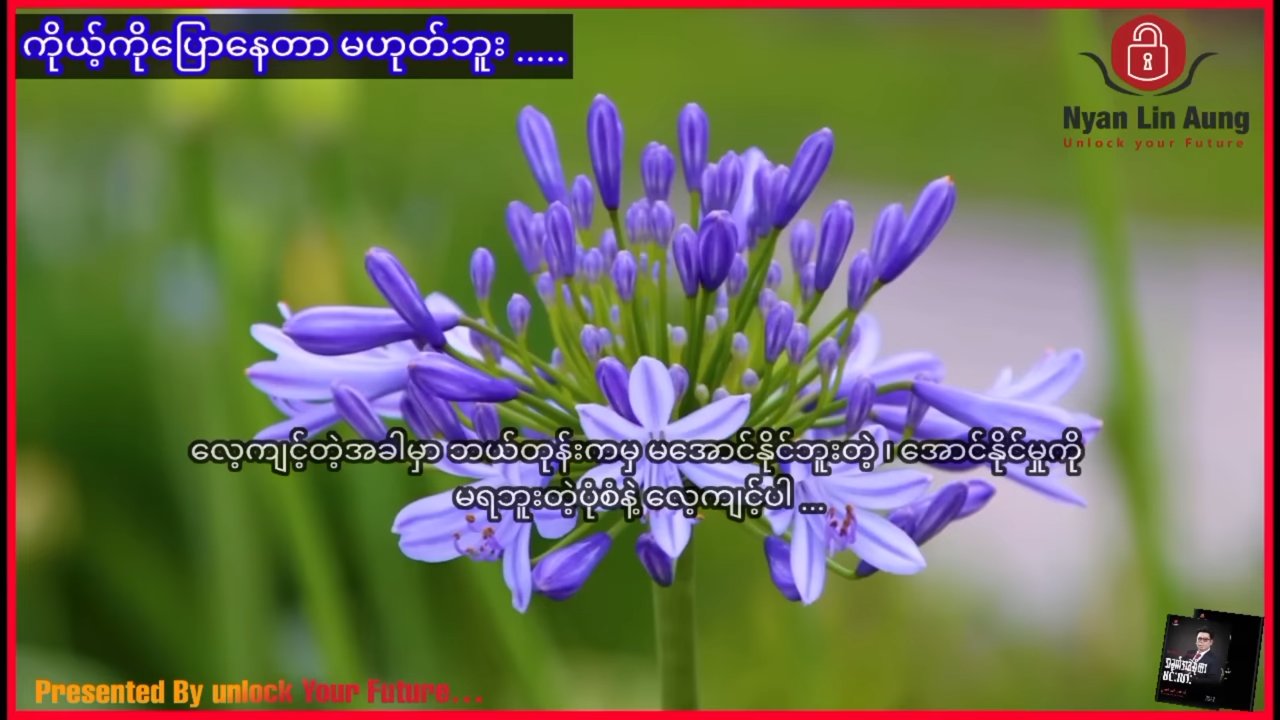 ကိုယ့်ကိုပြောနေတာ မဟုတ်ဘူး .....
Nyan Lin Aung
Unlock your Future
လေ့ကျင့်တဲ့အခါမှာ ဘယ်တုန်းကမှ မအောင်နိုင်ဘူးတဲ့ ၊ အောင်နိုင်မှုကို
မရဘူးတဲ့ပုံစံနဲ့ လေ့ကျင့်ပါ ...
Presented By unlock Your Future...